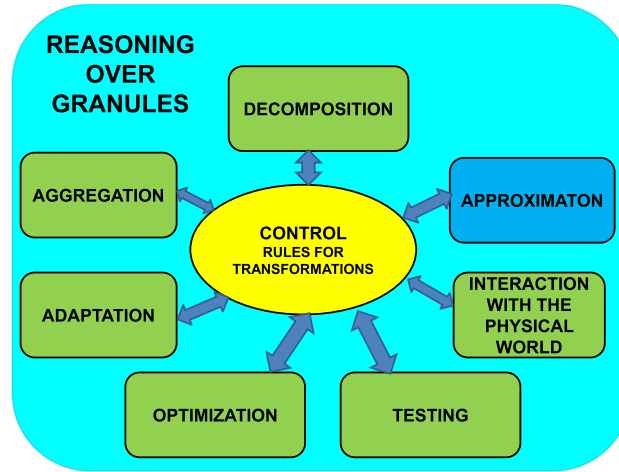 REASONING
OVER
GRANULES
DECOMPOSITION
AGGREGATION
APPROXIMATON
CONTROL
RULES FOR
TRANSFORMATIONS
ADAPTATION
INTERACTION
WITH THE
PHYSICAL
WORLD
OPTIMIZATION
TESTING